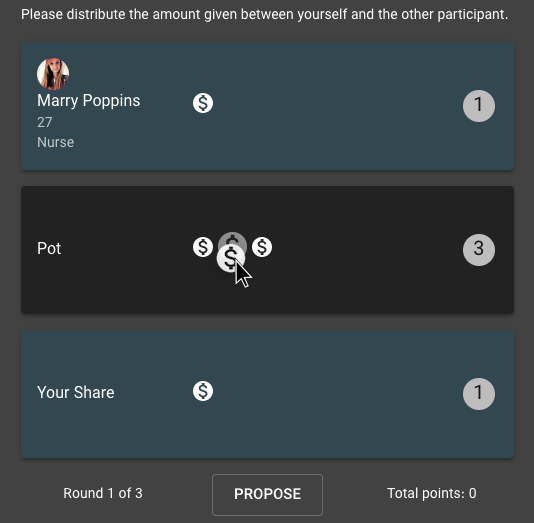 Please distribute the amount given between yourself and the other participant.
Marry Poppins
27
Nurse
$
1
Pot
$ $ $ $
3
Your Share
$
1
Round 1 of 3
PROPOSE
Total points: 0